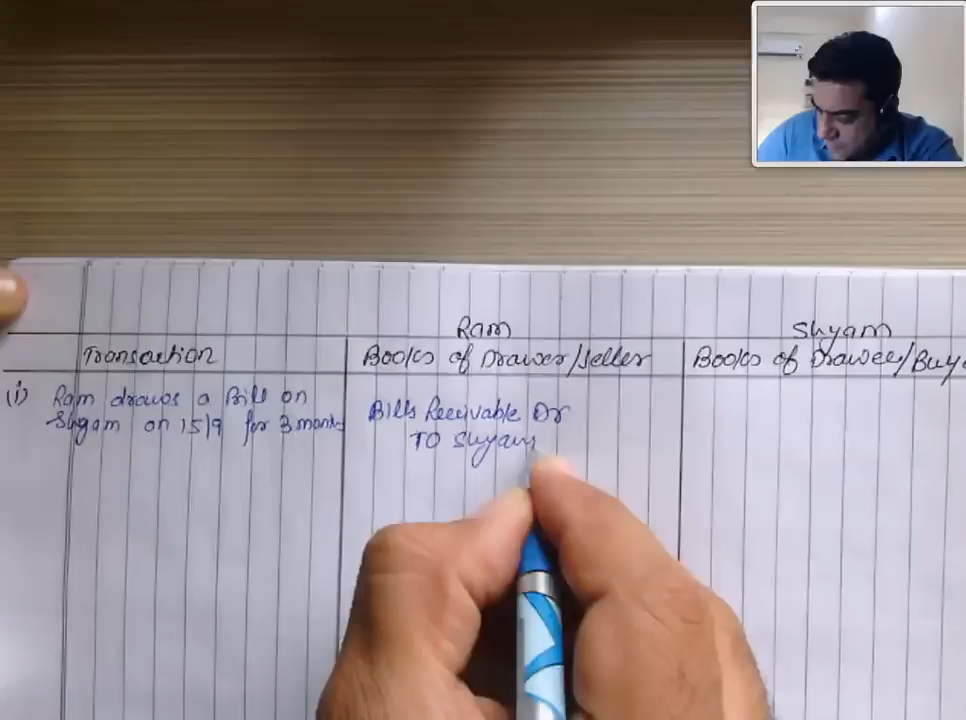 Ram Shyam
Transaction Books of Drawer/Seller Books of Drawee/Buye
(i) Ram draws a Bill on
Shyam on 15/9 for 3 months
Bills Receivable Dr
TO Shyam